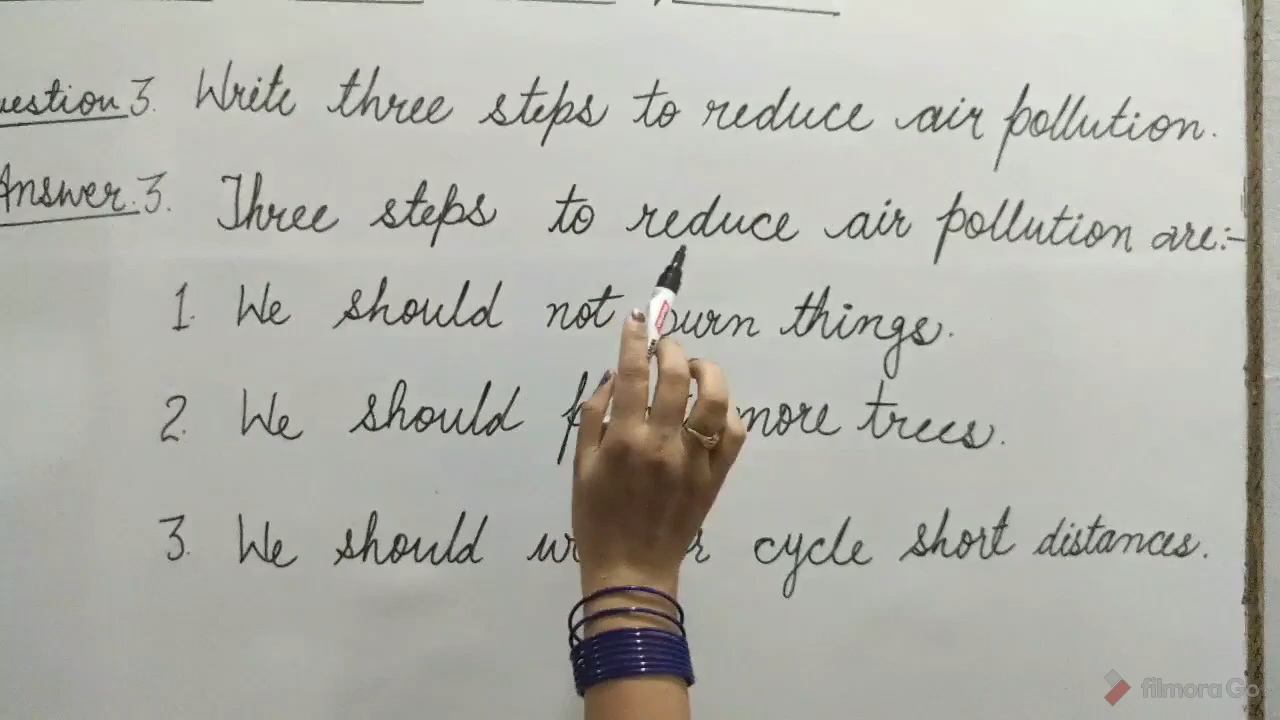 uestion 3. Write three steps to reduce air pollution.
Answer.3. Three steps to reduce air pollution are:-
1. We should not burn things.
2. We should more trees.
3. We should cycle short distances.
filmora Go